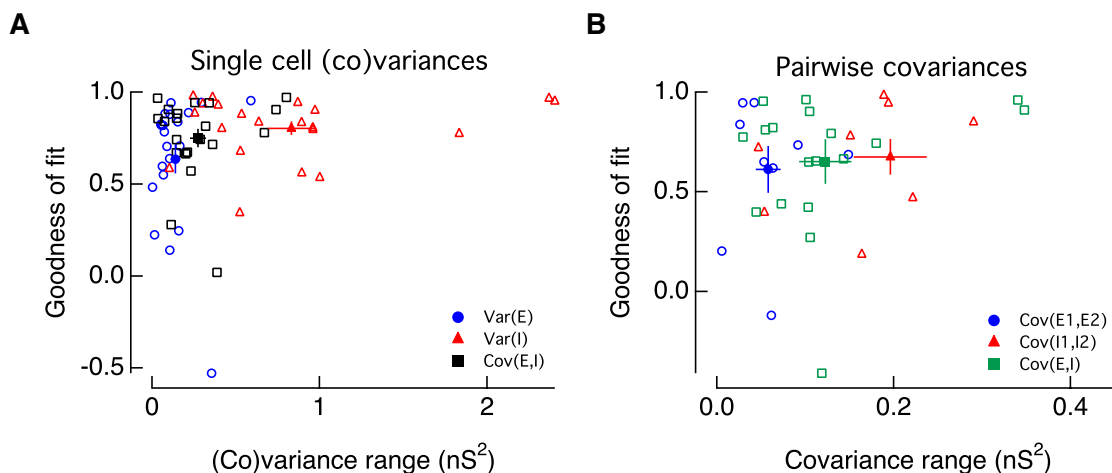 A
Single cell (co)variances
Goodness of fit
1.0
0.5
0.0
-0.5
0
1
2
(Co)variance range (nS²)
Var(E)
Var(I)
Cov(E,I)
B
Pairwise covariances
Goodness of fit
1.0
0.5
0.0
0.0
0.2
0.4
Covariance range (nS²)
Cov(E1,E2)
Cov(I1,I2)
Cov(E,I)